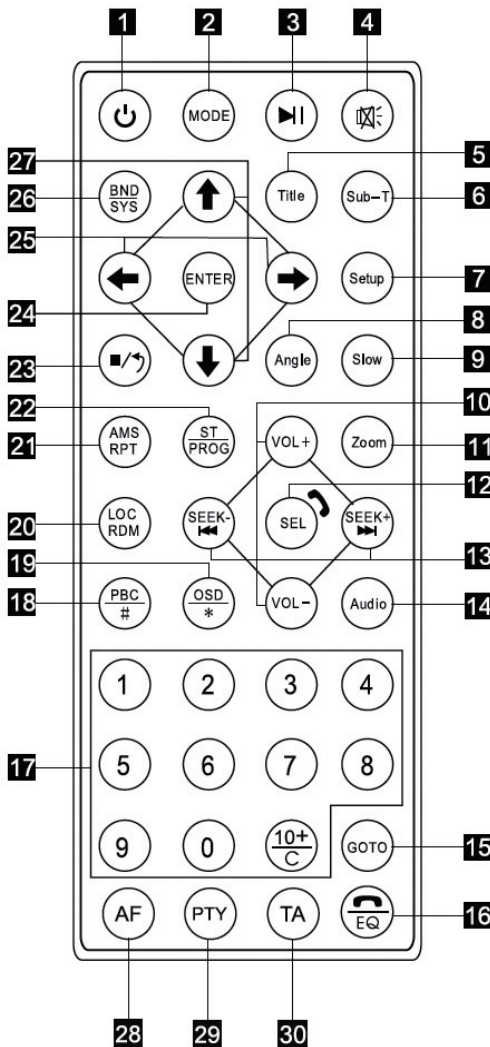 1 2 3 4
MODE
27 5
26 BND Title Sub-T 6
SYS
25
ENTER Setup 7
24 8
23 Angle Slow 9
22 10
21 AMS ST VOL+ Zoom 11
RPT PROG
12
20 LOC SEEK- SEL SEEK+
RDM
19 13
18 PBC OSD VOL- Audio 14
# *
1 2 3 4
17 5 6 7 8
9 0 10+ GOTO 15
C
AF PTY TA EQ 16
28 29 30